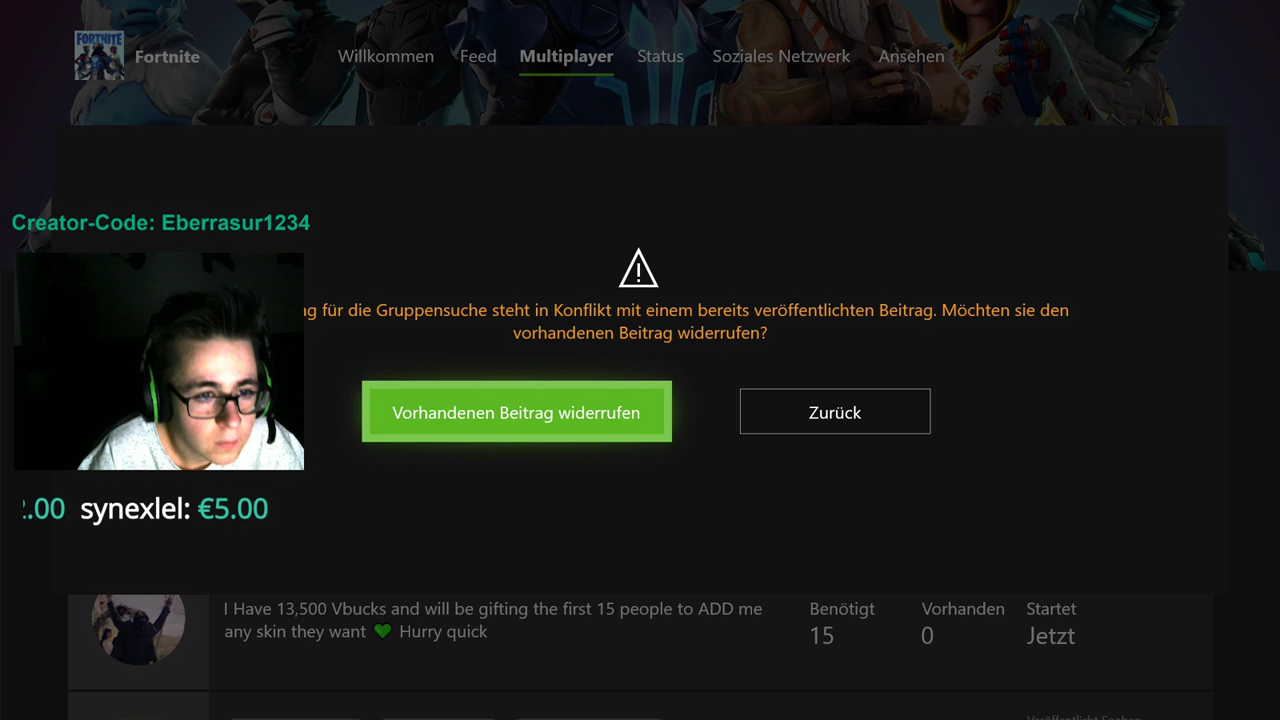 FORTNITE
Fortnite
Willkommen
Feed
Multiplayer
Status
Soziales Netzwerk
Ansehen
Creator-Code: Eberrasur1234
für die Gruppensuche steht in Konflikt mit einem bereits veröffentlichten Beitrag. Möchten sie den
vorhandenen Beitrag widerrufen?
Vorhandenen Beitrag widerrufen
Zurück
.00 synexlel: €5.00
I Have 13,500 Vbucks and will be gifting the first 15 people to ADD me
any skin they want 💚 Hurry quick
Benötigt
15
Vorhanden
0
Startet
Jetzt